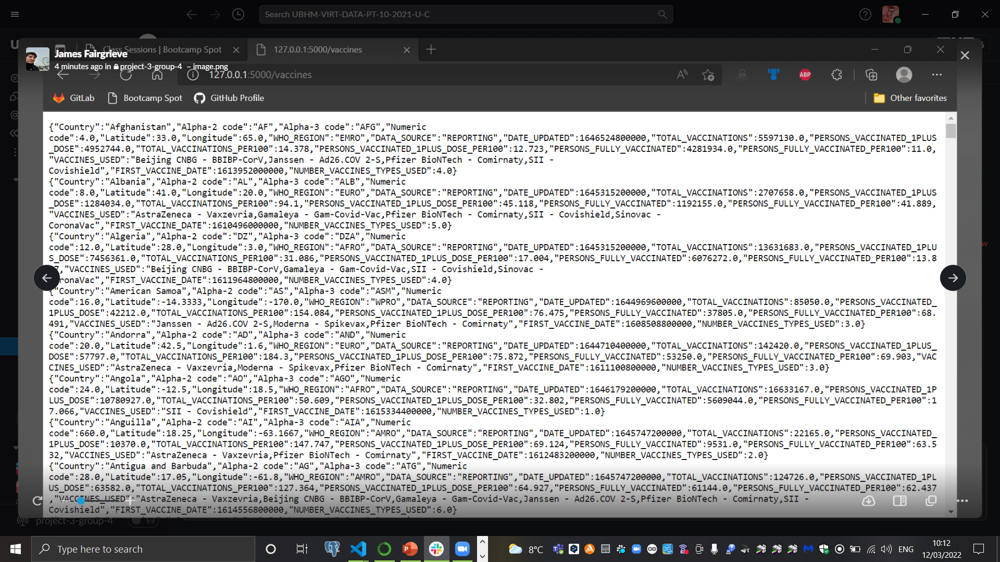 Search UBHM-VIRT-DATA-PT-10-2021-U-C
Class Sessions | Bootcamp Spot
127.0.0.1:5000/vaccines
James Fairgrieve
4 minutes ago in project-3-group-4 – image.png
127.0.0.1:5000/vaccines
ABP
GitLab
Bootcamp Spot
GitHub Profile
Other favorites
{"Country":"Afghanistan","Alpha-2 code":"AF","Alpha-3 code":"AFG","Numeric
code":4.0,"Latitude":33.0,"Longitude":65.0,"WHO_REGION":"EMRO","DATA_SOURCE":"REPORTING","DATE_UPDATED":1646524800000,"TOTAL_VACCINATIONS":5597130.0,"PERSONS_VACCINATED_1PLUS
_DOSE":4952744.0,"TOTAL_VACCINATIONS_PER100":14.378,"PERSONS_VACCINATED_1PLUS_DOSE_PER100":12.723,"PERSONS_FULLY_VACCINATED":4281934.0,"PERSONS_FULLY_VACCINATED_PER100":11.0,
"VACCINES_USED":"Beijing CNBG - BBIBP-CorV,Janssen - Ad26.COV 2-S,Pfizer BioNTech - Comirnaty,SII -
Covishield","FIRST_VACCINE_DATE":1613952000000,"NUMBER_VACCINES_TYPES_USED":4.0}
{"Country":"Albania","Alpha-2 code":"AL","Alpha-3 code":"ALB","Numeric
code":8.0,"Latitude":41.0,"Longitude":20.0,"WHO_REGION":"EURO","DATA_SOURCE":"REPORTING","DATE_UPDATED":1645315200000,"TOTAL_VACCINATIONS":2707658.0,"PERSONS_VACCINATED_1PLUS
_DOSE":1284034.0,"TOTAL_VACCINATIONS_PER100":94.1,"PERSONS_VACCINATED_1PLUS_DOSE_PER100":45.118,"PERSONS_FULLY_VACCINATED":1192155.0,"PERSONS_FULLY_VACCINATED_PER100":41.889,
"VACCINES_USED":"AstraZeneca - Vaxzevria,Gamaleya - Gam-Covid-Vac,Pfizer BioNTech - Comirnaty,SII - Covishield,Sinovac -
CoronaVac","FIRST_VACCINE_DATE":1610496000000,"NUMBER_VACCINES_TYPES_USED":5.0}
{"Country":"Algeria","Alpha-2 code":"DZ","Alpha-3 code":"DZA","Numeric
code":12.0,"Latitude":28.0,"Longitude":3.0,"WHO_REGION":"AFRO","DATA_SOURCE":"REPORTING","DATE_UPDATED":1645315200000,"TOTAL_VACCINATIONS":13631683.0,"PERSONS_VACCINATED_1PLU
S_DOSE":7456361.0,"TOTAL_VACCINATIONS_PER100":31.086,"PERSONS_VACCINATED_1PLUS_DOSE_PER100":17.004,"PERSONS_FULLY_VACCINATED":6076272.0,"PERSONS_FULLY_VACCINATED_PER100":13.8
7,"VACCINES_USED":"Beijing CNBG - BBIBP-CorV,Gamaleya - Gam-Covid-Vac,SII - Covishield,Sinovac -
ronaVac","FIRST_VACCINE_DATE":1611964800000,"NUMBER_VACCINES_TYPES_USED":4.0}
{"Country":"American Samoa","Alpha-2 code":"AS","Alpha-3 code":"ASM","Numeric
code":16.0,"Latitude":-14.3333,"Longitude":-170.0,"WHO_REGION":"WPRO","DATA_SOURCE":"REPORTING","DATE_UPDATED":1644969600000,"TOTAL_VACCINATIONS":85050.0,"PERSONS_VACCINATED_
1PLUS_DOSE":42212.0,"TOTAL_VACCINATIONS_PER100":154.084,"PERSONS_VACCINATED_1PLUS_DOSE_PER100":76.475,"PERSONS_FULLY_VACCINATED":37805.0,"PERSONS_FULLY_VACCINATED_PER100":68.
491,"VACCINES_USED":"Janssen - Ad26.COV 2-S,Moderna - Spikevax,Pfizer BioNTech - Comirnaty","FIRST_VACCINE_DATE":1608508800000,"NUMBER_VACCINES_TYPES_USED":3.0}
{"Country":"Andorra","Alpha-2 code":"AD","Alpha-3 code":"AND","Numeric
code":20.0,"Latitude":42.5,"Longitude":1.6,"WHO_REGION":"EURO","DATA_SOURCE":"REPORTING","DATE_UPDATED":1644710400000,"TOTAL_VACCINATIONS":142420.0,"PERSONS_VACCINATED_1PLUS_
DOSE":57797.0,"TOTAL_VACCINATIONS_PER100":184.3,"PERSONS_VACCINATED_1PLUS_DOSE_PER100":75.872,"PERSONS_FULLY_VACCINATED":53250.0,"PERSONS_FULLY_VACCINATED_PER100":69.903,"VAC
CINES_USED":"AstraZeneca - Vaxzevria,Moderna - Spikevax,Pfizer BioNTech - Comirnaty","FIRST_VACCINE_DATE":1611100800000,"NUMBER_VACCINES_TYPES_USED":3.0}
{"Country":"Angola","Alpha-2 code":"AO","Alpha-3 code":"AGO","Numeric
code":24.0,"Latitude":-12.5,"Longitude":18.5,"WHO_REGION":"AFRO","DATA_SOURCE":"REPORTING","DATE_UPDATED":1646179200000,"TOTAL_VACCINATIONS":16633167.0,"PERSONS_VACCINATED_1P
LUS_DOSE":10780927.0,"TOTAL_VACCINATIONS_PER100":50.609,"PERSONS_VACCINATED_1PLUS_DOSE_PER100":32.802,"PERSONS_FULLY_VACCINATED":5609044.0,"PERSONS_FULLY_VACCINATED_PER100":1
7.066,"VACCINES_USED":"SII - Covishield","FIRST_VACCINE_DATE":1615334400000,"NUMBER_VACCINES_TYPES_USED":1.0}
{"Country":"Anguilla","Alpha-2 code":"AI","Alpha-3 code":"AIA","Numeric
code":660.0,"Latitude":18.25,"Longitude":-63.1667,"WHO_REGION":"AMRO","DATA_SOURCE":"REPORTING","DATE_UPDATED":1645747200000,"TOTAL_VACCINATIONS":22165.0,"PERSONS_VACCINATED_
1PLUS_DOSE":10370.0,"TOTAL_VACCINATIONS_PER100":147.747,"PERSONS_VACCINATED_1PLUS_DOSE_PER100":69.124,"PERSONS_FULLY_VACCINATED":9531.0,"PERSONS_FULLY_VACCINATED_PER100":63.5
32,"VACCINES_USED":"AstraZeneca - Vaxzevria,Pfizer BioNTech - Comirnaty","FIRST_VACCINE_DATE":1612483200000,"NUMBER_VACCINES_TYPES_USED":2.0}
{"Country":"Antigua and Barbuda","Alpha-2 code":"AG","Alpha-3 code":"ATG","Numeric
code":28.0,"Latitude":17.05,"Longitude":-61.8,"WHO_REGION":"AMRO","DATA_SOURCE":"REPORTING","DATE_UPDATED":1645747200000,"TOTAL_VACCINATIONS":124726.0,"PERSONS_VACCINATED_1PL
US_DOSE":63582.0,"TOTAL_VACCINATIONS_PER100":127.364,"PERSONS_VACCINATED_1PLUS_DOSE_PER100":64.927,"PERSONS_FULLY_VACCINATED":61144.0,"PERSONS_FULLY_VACCINATED_PER100":62.437
,"VACCINES_USED":"AstraZeneca - Vaxzevria,Beijing CNBG - BBIBP-CorV,Gamaleya - Gam-Covid-Vac,Janssen - Ad26.COV 2-S,Pfizer BioNTech - Comirnaty,SII -
Covishield","FIRST_VACCINE_DATE":1614556800000,"NUMBER_VACCINES_TYPES_USED":6.0}
project-3-group-4
Type here to search
8°C
ENG
10:12
12/03/2022